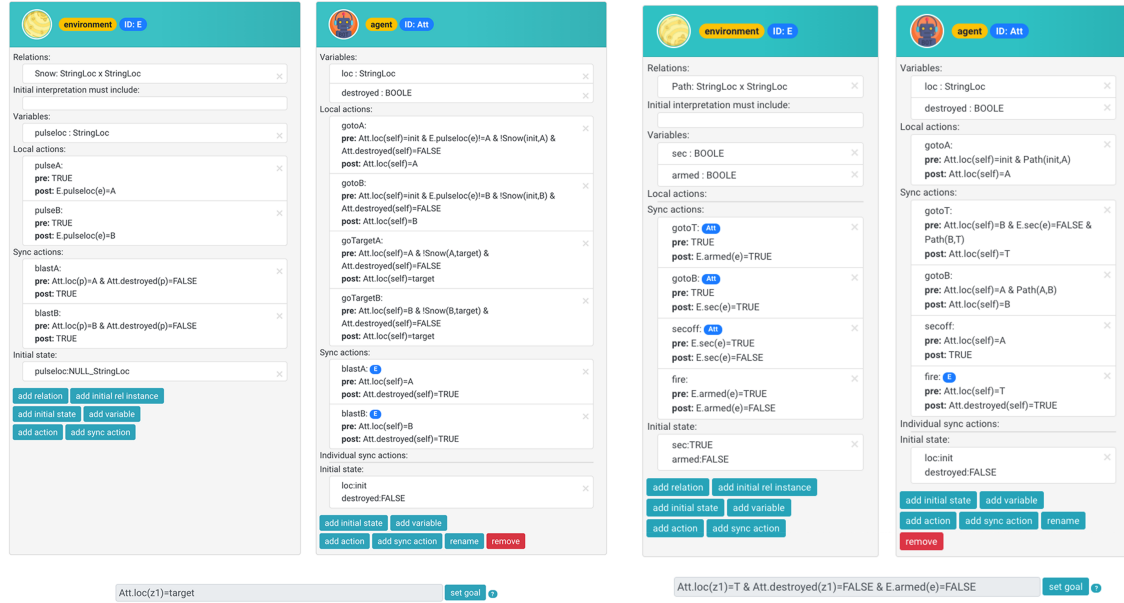 environment ID: E
Relations:
Snow: StringLoc x StringLoc
Initial interpretation must include:
Variables:
pulseloc : StringLoc
Local actions:
pulseA:
pre: TRUE
post: E.pulseloc(e)=A
pulseB:
pre: TRUE
post: E.pulseloc(e)=B
Sync actions:
blastA:
pre: Att.loc(p)=A & Att.destroyed(p)=FALSE
post: TRUE
blastB:
pre: Att.loc(p)=B & Att.destroyed(p)=FALSE
post: TRUE
Initial state:
pulseloc:NULL_StringLoc
add relation add initial rel instance
add initial state add variable
add action add sync action
agent ID: Att
Variables:
loc : StringLoc
destroyed : BOOLE
Local actions:
gotoA:
pre: Att.loc(self)=init & E.pulseloc(e)!=A & !Snow(init,A) &
Att.destroyed(self)=FALSE
post: Att.loc(self)=A
gotoB:
pre: Att.loc(self)=init & E.pulseloc(e)!=B & !Snow(init,B) &
Att.destroyed(self)=FALSE
post: Att.loc(self)=B
goTargetA:
pre: Att.loc(self)=A & !Snow(A,target) &
Att.destroyed(self)=FALSE
post: Att.loc(self)=target
goTargetB:
pre: Att.loc(self)=B & !Snow(B,target) &
Att.destroyed(self)=FALSE
post: Att.loc(self)=target
Sync actions:
blastA: E
pre: Att.loc(self)=A
post: Att.destroyed(self)=TRUE
blastB: E
pre: Att.loc(self)=B
post: Att.destroyed(self)=TRUE
Individual sync actions:
Initial state:
loc:init
destroyed:FALSE
add initial state add variable
add action add sync action rename remove
Att.loc(z1)=target set goal ?
environment ID: E
Relations:
Path: StringLoc x StringLoc
Initial interpretation must include:
Variables:
sec : BOOLE
armed : BOOLE
Local actions:
Sync actions:
gotoT: Att
pre: TRUE
post: E.armed(e)=TRUE
gotoB: Att
pre: TRUE
post: E.sec(e)=TRUE
secoff: Att
pre: E.sec(e)=TRUE
post: E.sec(e)=FALSE
fire:
pre: E.armed(e)=TRUE
post: E.armed(e)=FALSE
Initial state:
sec:TRUE
armed:FALSE
add relation add initial rel instance
add initial state add variable
add action add sync action
agent ID: Att
Variables:
loc : StringLoc
destroyed : BOOLE
Local actions:
gotoA:
pre: Att.loc(self)=init & Path(init,A)
post: Att.loc(self)=A
Sync actions:
gotoT:
pre: Att.loc(self)=B & E.sec(e)=FALSE &
Path(B,T)
post: Att.loc(self)=T
gotoB:
pre: Att.loc(self)=A & Path(A,B)
post: Att.loc(self)=B
secoff:
pre: Att.loc(self)=A
post: TRUE
fire: E
pre: Att.loc(self)=T
post: Att.destroyed(self)=TRUE
Individual sync actions:
Initial state:
loc:init
destroyed:FALSE
add initial state add variable
add action add sync action rename
remove
Att.loc(z1)=T & Att.destroyed(z1)=FALSE & E.armed(e)=FALSE set goal ?